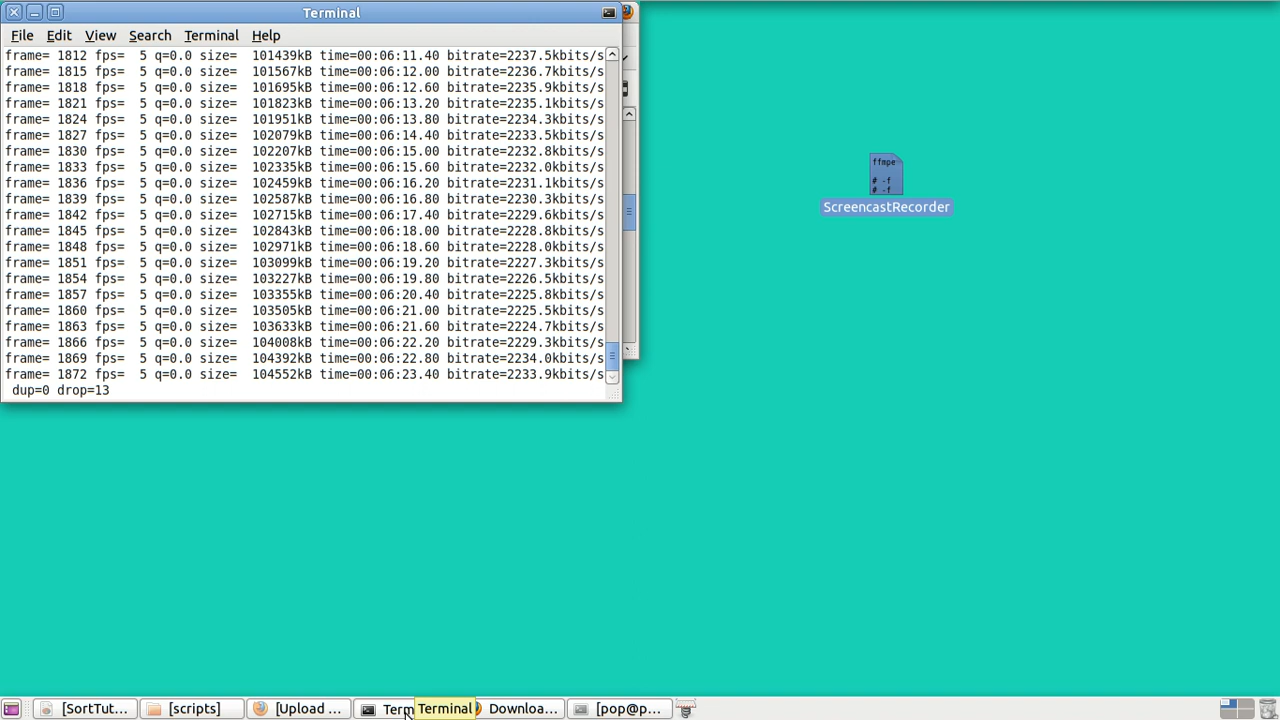 Terminal
File Edit View Search Terminal Help
frame= 1812 fps=  5 q=0.0 size=  101439kB time=00:06:11.40 bitrate=2237.5kbits/s
frame= 1815 fps=  5 q=0.0 size=  101567kB time=00:06:12.00 bitrate=2236.7kbits/s
frame= 1818 fps=  5 q=0.0 size=  101695kB time=00:06:12.60 bitrate=2235.9kbits/s
frame= 1821 fps=  5 q=0.0 size=  101823kB time=00:06:13.20 bitrate=2235.1kbits/s
frame= 1824 fps=  5 q=0.0 size=  101951kB time=00:06:13.80 bitrate=2234.3kbits/s
frame= 1827 fps=  5 q=0.0 size=  102079kB time=00:06:14.40 bitrate=2233.5kbits/s
frame= 1830 fps=  5 q=0.0 size=  102207kB time=00:06:15.00 bitrate=2232.8kbits/s
frame= 1833 fps=  5 q=0.0 size=  102335kB time=00:06:15.60 bitrate=2232.0kbits/s
frame= 1836 fps=  5 q=0.0 size=  102459kB time=00:06:16.20 bitrate=2231.1kbits/s
frame= 1839 fps=  5 q=0.0 size=  102587kB time=00:06:16.80 bitrate=2230.3kbits/s
frame= 1842 fps=  5 q=0.0 size=  102715kB time=00:06:17.40 bitrate=2229.6kbits/s
frame= 1845 fps=  5 q=0.0 size=  102843kB time=00:06:18.00 bitrate=2228.8kbits/s
frame= 1848 fps=  5 q=0.0 size=  102971kB time=00:06:18.60 bitrate=2228.0kbits/s
frame= 1851 fps=  5 q=0.0 size=  103099kB time=00:06:19.20 bitrate=2227.3kbits/s
frame= 1854 fps=  5 q=0.0 size=  103227kB time=00:06:19.80 bitrate=2226.5kbits/s
frame= 1857 fps=  5 q=0.0 size=  103355kB time=00:06:20.40 bitrate=2225.8kbits/s
frame= 1860 fps=  5 q=0.0 size=  103505kB time=00:06:21.00 bitrate=2225.5kbits/s
frame= 1863 fps=  5 q=0.0 size=  103633kB time=00:06:21.60 bitrate=2224.7kbits/s
frame= 1866 fps=  5 q=0.0 size=  104008kB time=00:06:22.20 bitrate=2229.3kbits/s
frame= 1869 fps=  5 q=0.0 size=  104392kB time=00:06:22.80 bitrate=2234.0kbits/s
frame= 1872 fps=  5 q=0.0 size=  104552kB time=00:06:23.40 bitrate=2233.9kbits/s
dup=0 drop=13
ffmpe
# -f
# -f
ScreencastRecorder
[SortTut... [scripts] [Upload ... Term Terminal Downloa... [pop@p...